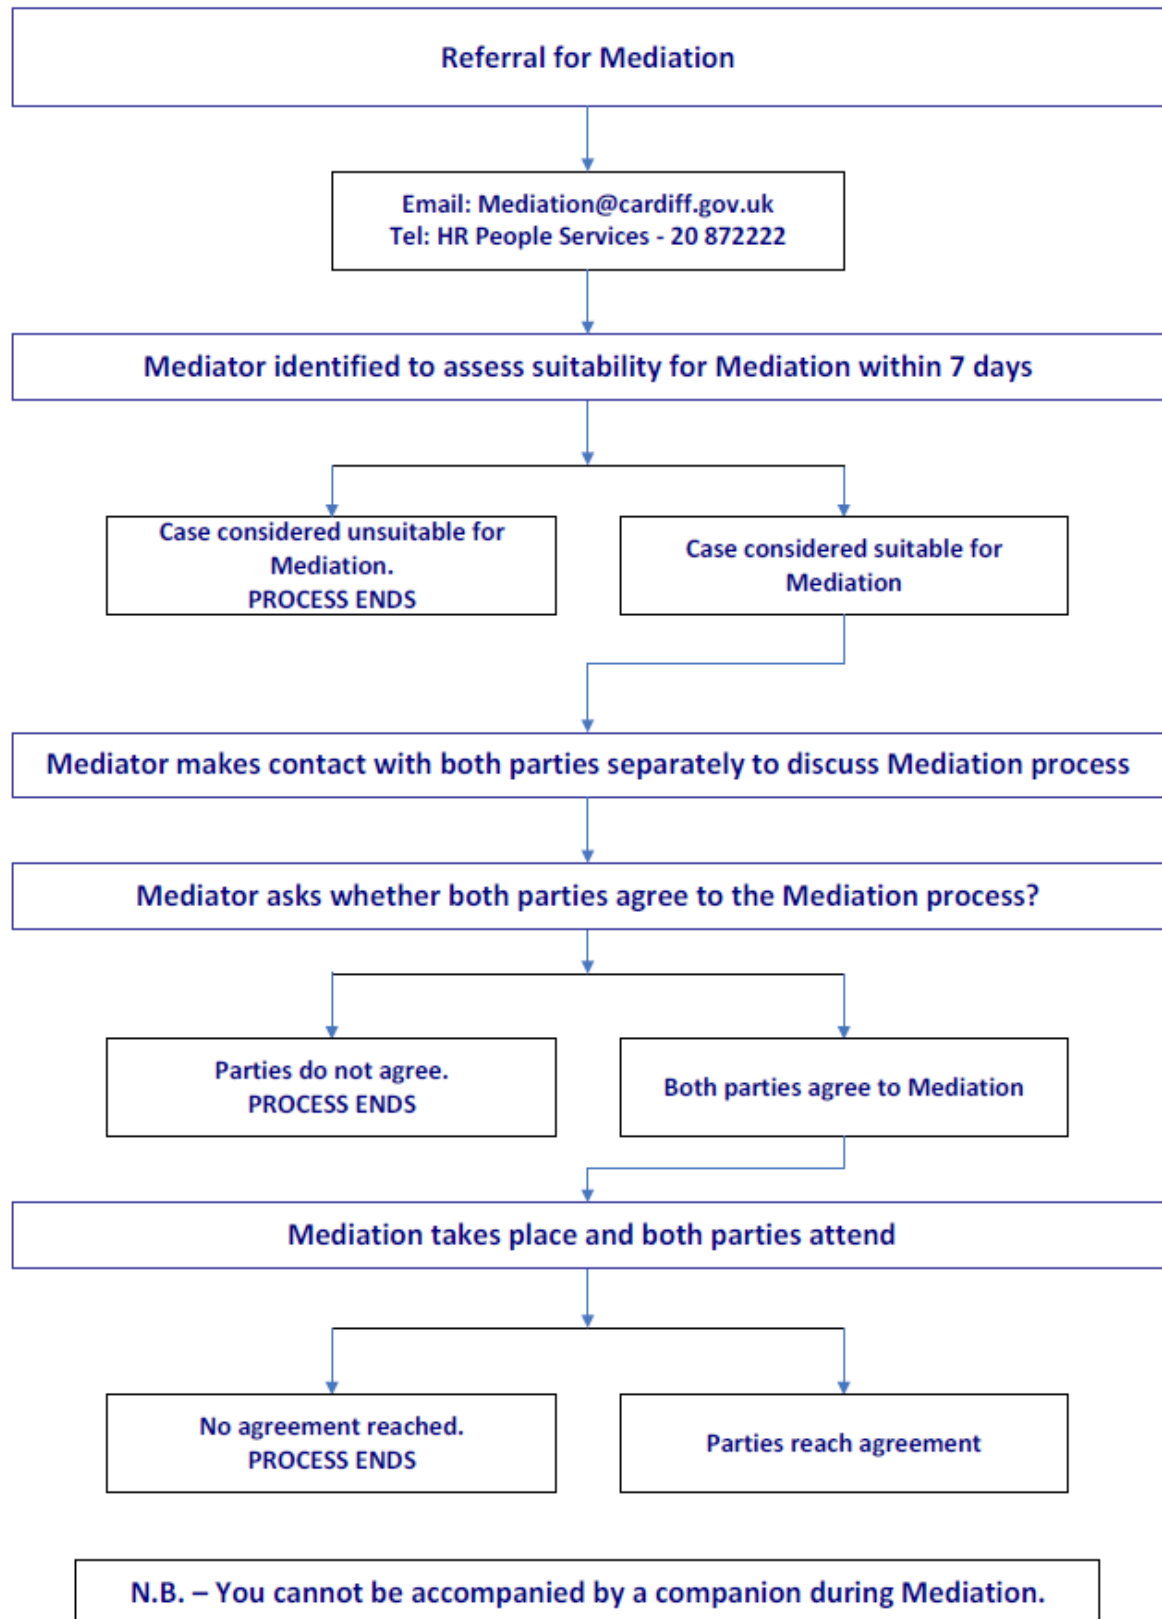 Referral for Mediation
Email: Mediation@cardiff.gov.uk
Tel: HR People Services - 20 872222
Mediator identified to assess suitability for Mediation within 7 days
Case considered unsuitable for
Mediation.
PROCESS ENDS
Case considered suitable for
Mediation
Mediator makes contact with both parties separately to discuss Mediation process
Mediator asks whether both parties agree to the Mediation process?
Parties do not agree.
PROCESS ENDS
Both parties agree to Mediation
Mediation takes place and both parties attend
No agreement reached.
PROCESS ENDS
Parties reach agreement
N.B. – You cannot be accompanied by a companion during Mediation.